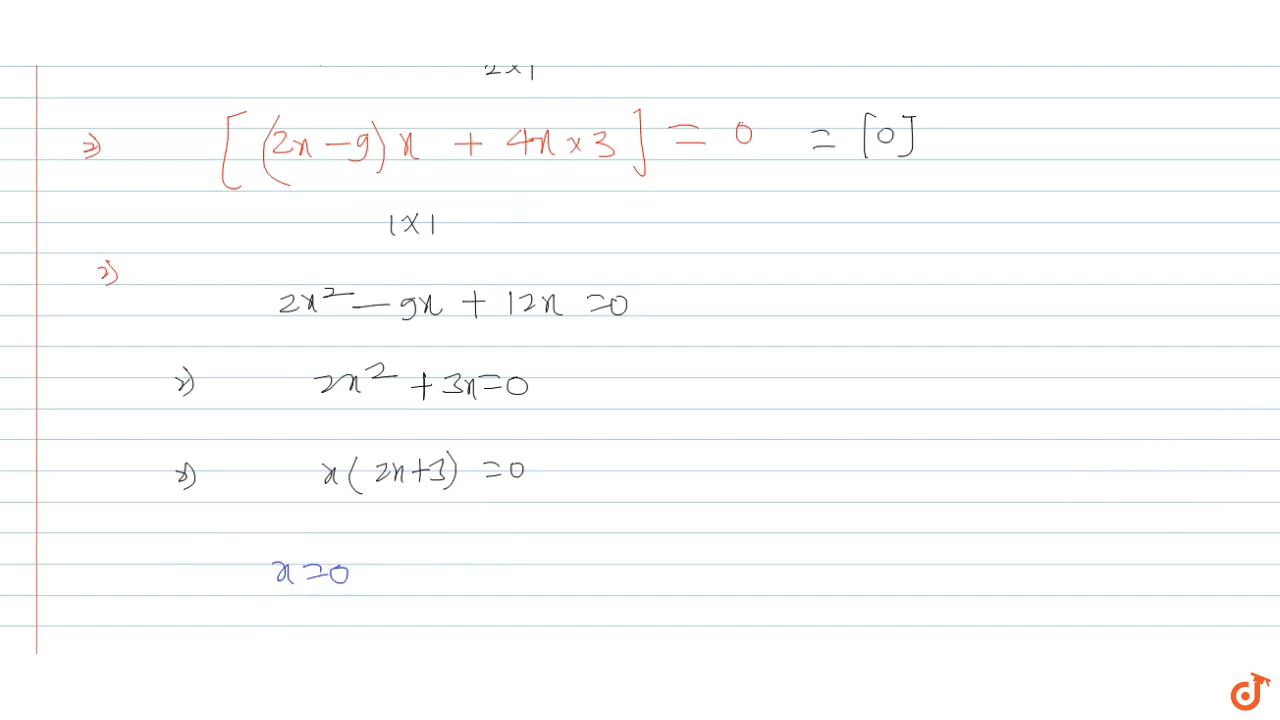 2×1
⇒ [(2x-9)x + 4x×3] = 0 = [0]
1×1
⇒
2x² - 9x + 12x = 0
⇒ 2x² + 3x = 0
⇒ x(2x+3) = 0
x=0